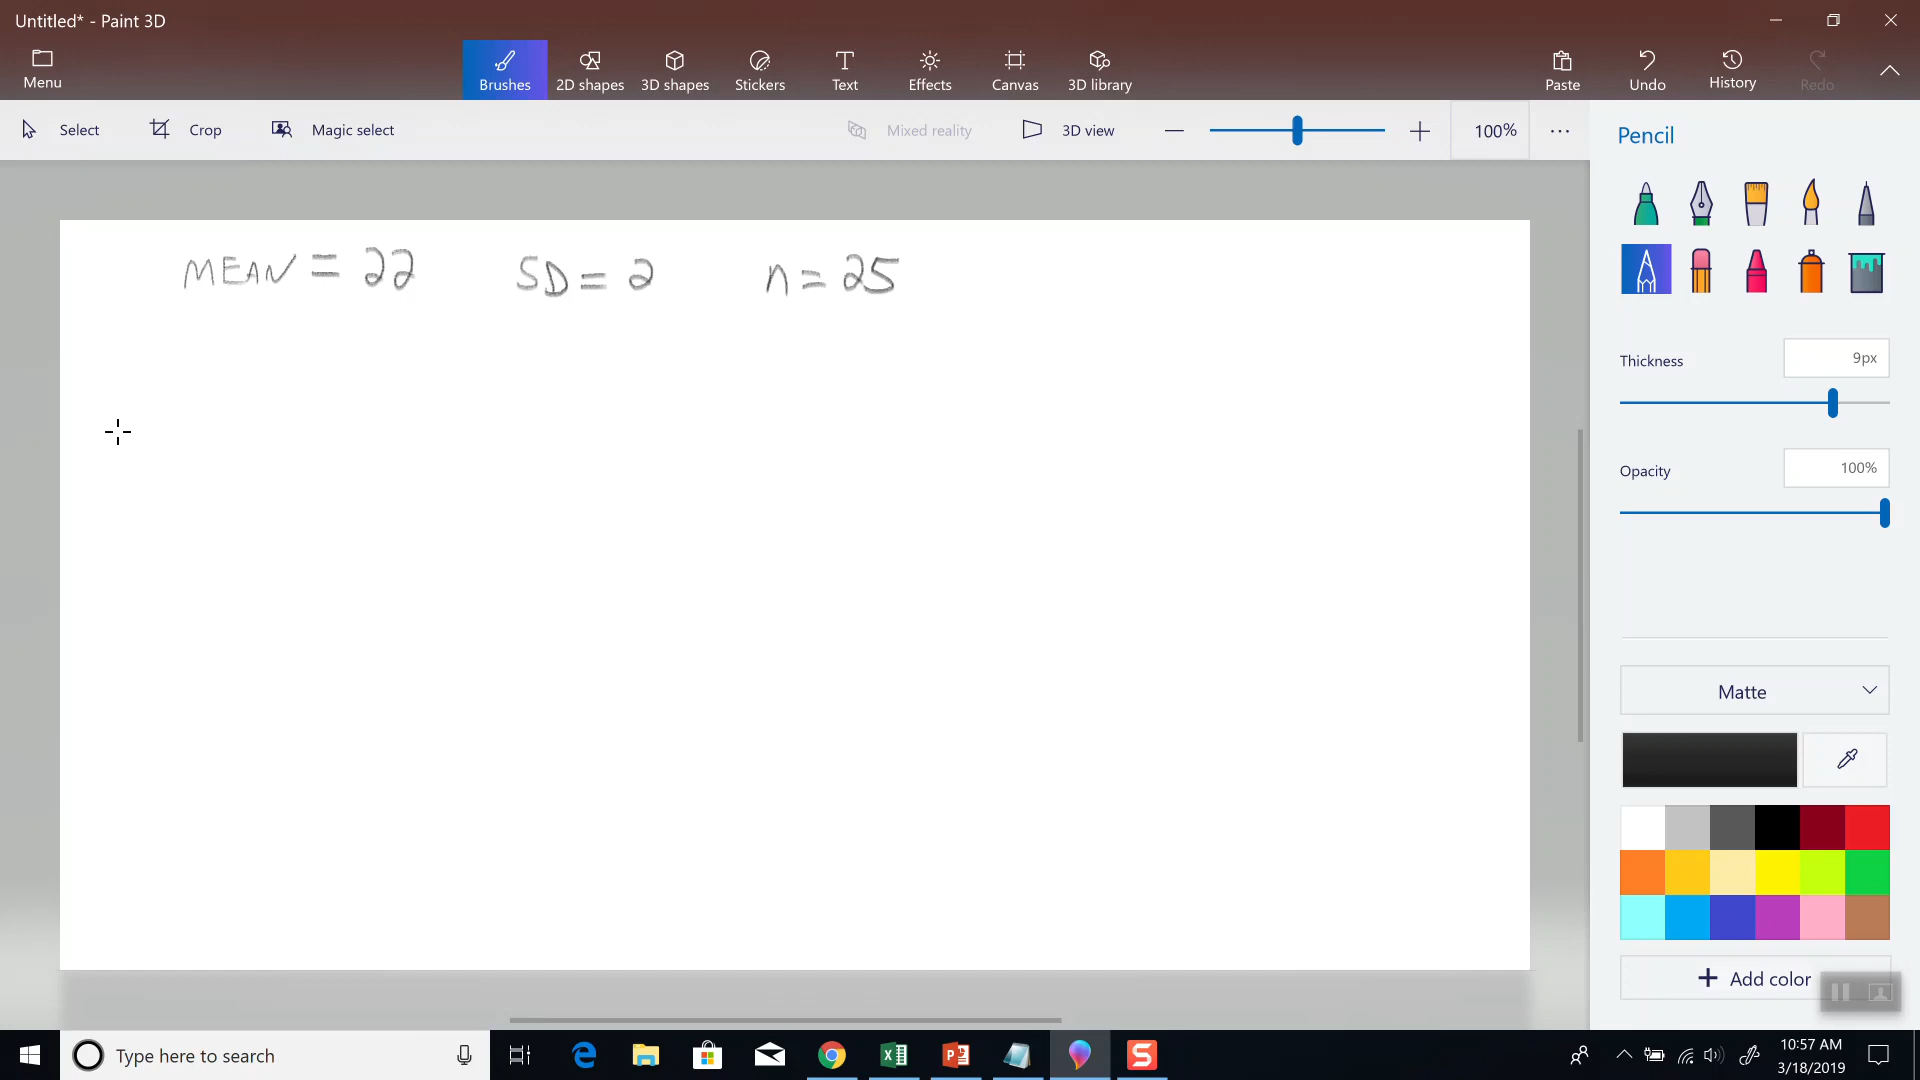 Untitled* - Paint 3D
Menu
Brushes 2D shapes 3D shapes Stickers Text Effects Canvas 3D library
Paste Undo History Redo
Select Crop Magic select Mixed reality 3D view 100%
Pencil
MEAN = 22 SD = 2 n = 25
Thickness 9px
Opacity 100%
Matte
Add color
Type here to search
10:57 AM
3/18/2019